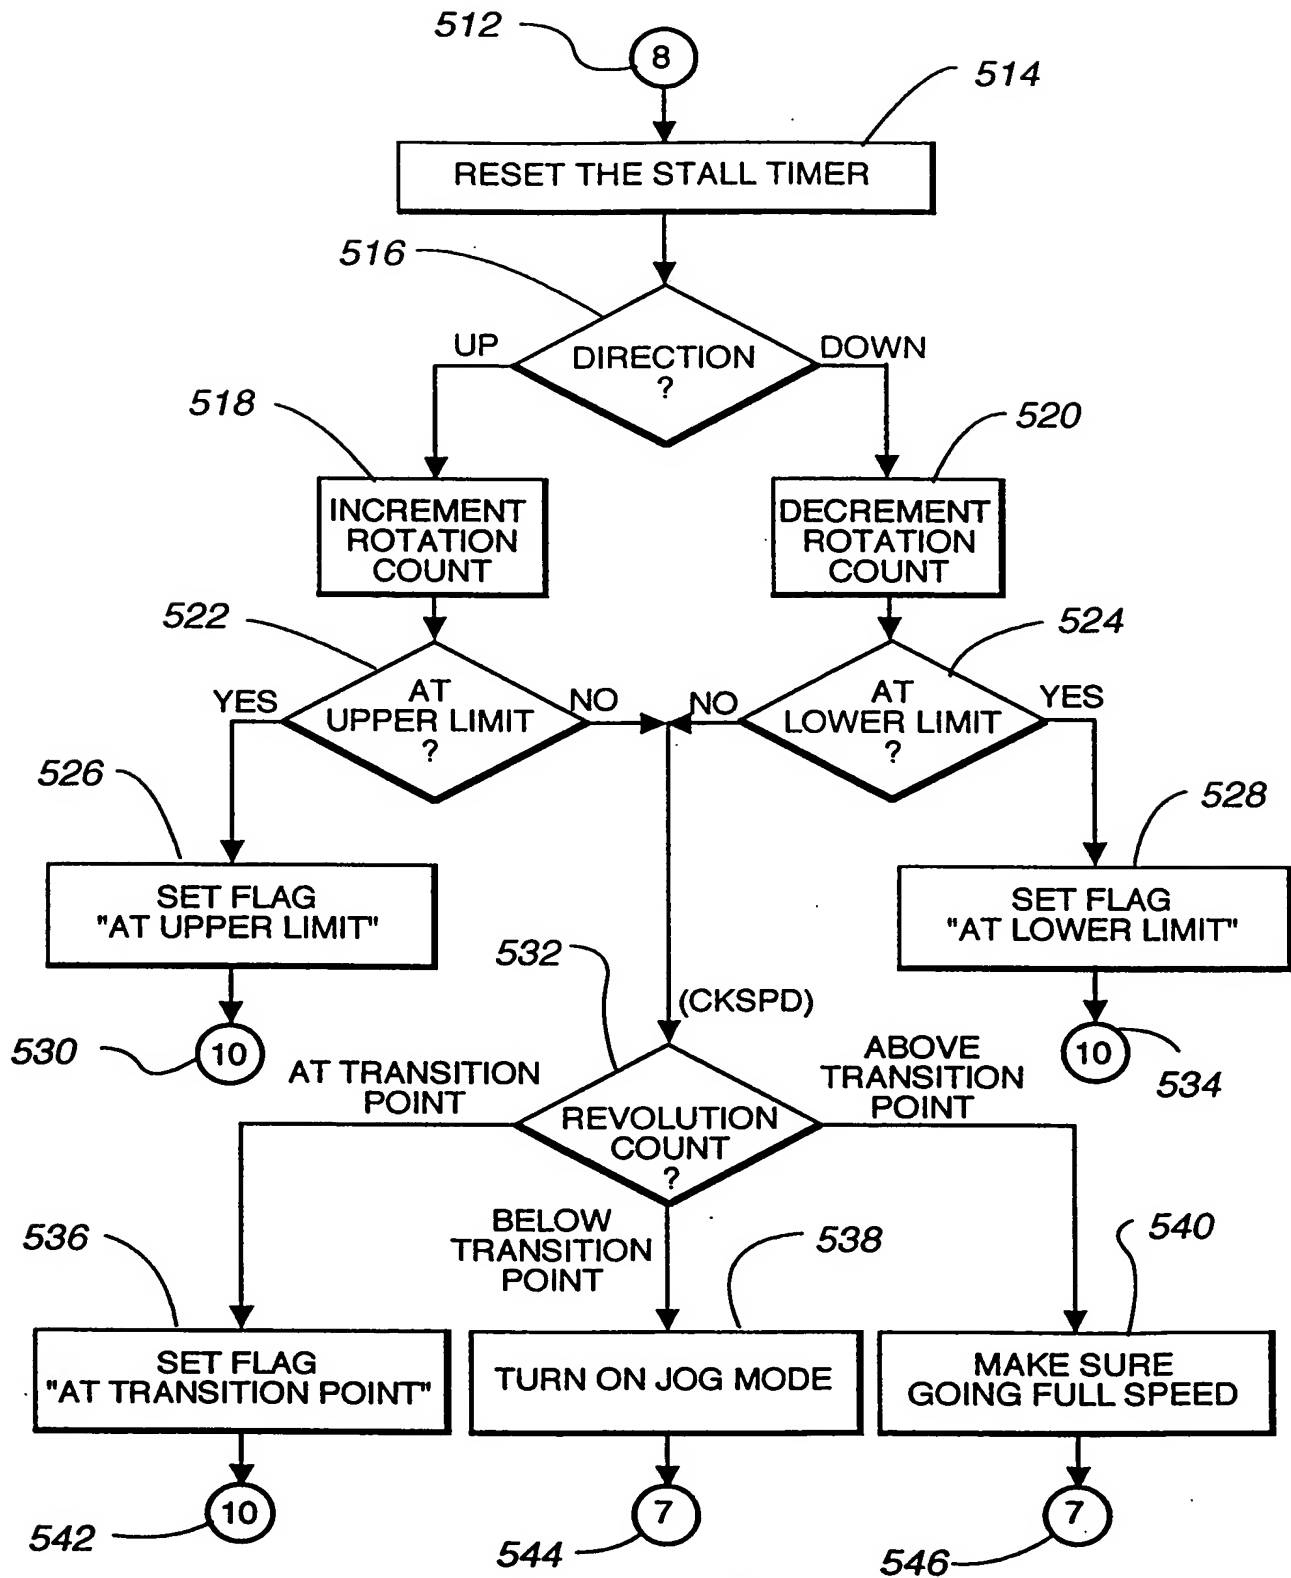 512
8
514
RESET THE STALL TIMER
516
UP
DIRECTION
?
DOWN
518
520
INCREMENT
ROTATION
COUNT
DECREMENT
ROTATION
COUNT
522
524
YES
AT
UPPER LIMIT
?
NO
NO
AT
LOWER LIMIT
?
YES
526
528
SET FLAG
"AT UPPER LIMIT"
SET FLAG
"AT LOWER LIMIT"
532
(CKSPD)
530
10
10
534
AT TRANSITION
POINT
REVOLUTION
COUNT
?
ABOVE
TRANSITION
POINT
BELOW
TRANSITION
POINT
536
538
540
SET FLAG
"AT TRANSITION POINT"
TURN ON JOG MODE
MAKE SURE
GOING FULL SPEED
10
7
7
542
544
546